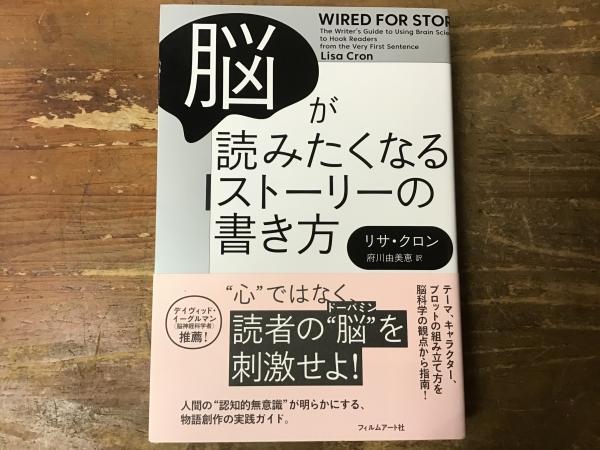 WIRED FOR STOR
The Writer's Guide to Using Brain Scie
to Hook Readers
from the Very First Sentence
Lisa Cron
脳
が
読みたくなる
ストーリーの
書き方
リサ・クロン
府川由美恵 訳
“心”ではなく、
ドーパミン
読者の“脳”を
刺激せよ!
デイヴィッド・
イーグルマン
(脳神経科学者)
推薦!
テーマ、キャラクター、
プロットの組み立て方を
脳科学の観点から指南!
人間の“認知的無意識”が明らかにする、
物語創作の実践ガイド。
フィルムアート社